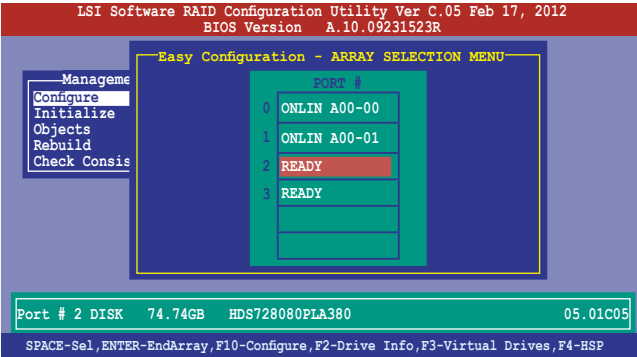 LSI Software RAID Configuration Utility Ver C.05 Feb 17, 2012
BIOS Version A.10.09231523R
Easy Configuration - ARRAY SELECTION MENU
Manageme
Configure
Initialize
Objects
Rebuild
Check Consis
PORT #
0 ONLIN A00-00
1 ONLIN A00-01
2 READY
3 READY
Port # 2 DISK 74.74GB HDS728080PLA380 05.01C05
SPACE-Sel,ENTER-EndArray,F10-Configure,F2-Drive Info,F3-Virtual Drives,F4-HSP